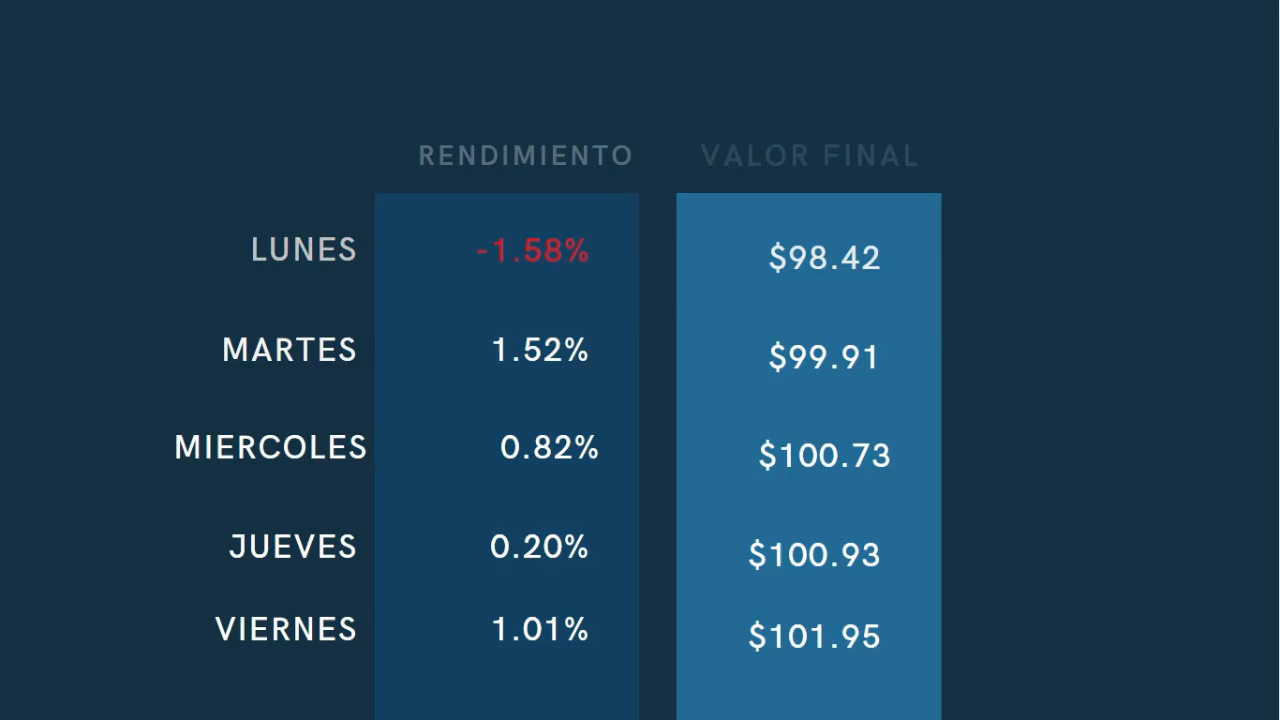 RENDIMIENTO VALOR FINAL
LUNES -1.58% $98.42
MARTES 1.52% $99.91
MIERCOLES 0.82% $100.73
JUEVES 0.20% $100.93
VIERNES 1.01% $101.95